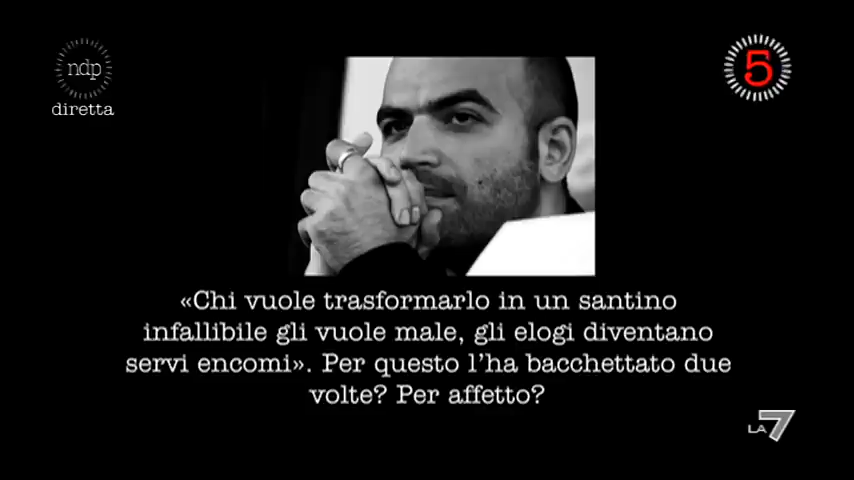 ndp
diretta
5
«Chi vuole trasformarlo in un santino
infallibile gli vuole male, gli elogi diventano
servi encomi». Per questo l'ha bacchettato due
volte? Per affetto?
LA7